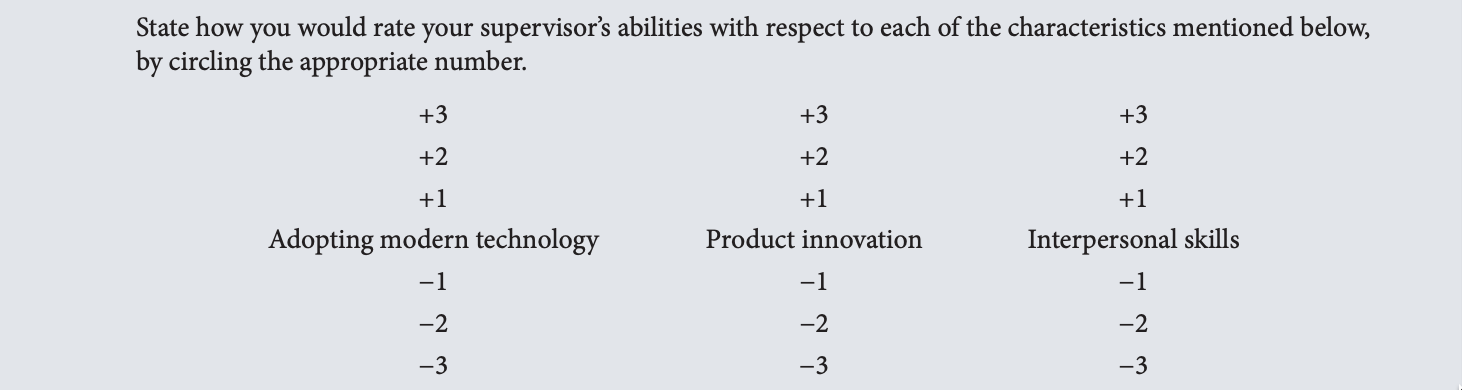 State how you would rate your supervisor’s abilities with respect to each of the characteristics mentioned below,
by circling the appropriate number.
+3 +3 +3
+2 +2 +2
+1 +1 +1
Adopting modern technology Product innovation Interpersonal skills
−1 −1 −1
−2 −2 −2
−3 −3 −3